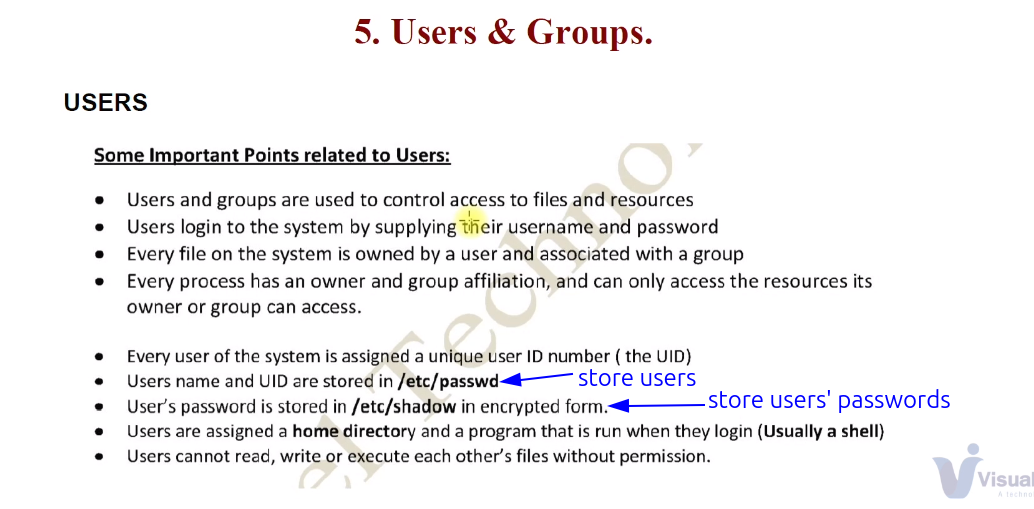 5. Users & Groups.
USERS
Some Important Points related to Users:
• Users and groups are used to control access to files and resources
• Users login to the system by supplying their username and password
• Every file on the system is owned by a user and associated with a group
• Every process has an owner and group affiliation, and can only access the resources its
owner or group can access.
• Every user of the system is assigned a unique user ID number ( the UID)
• Users name and UID are stored in /etc/passwd store users
• User's password is stored in /etc/shadow in encrypted form. store users' passwords
• Users are assigned a home directory and a program that is run when they login (Usually a shell)
• Users cannot read, write or execute each other's files without permission.
Visual